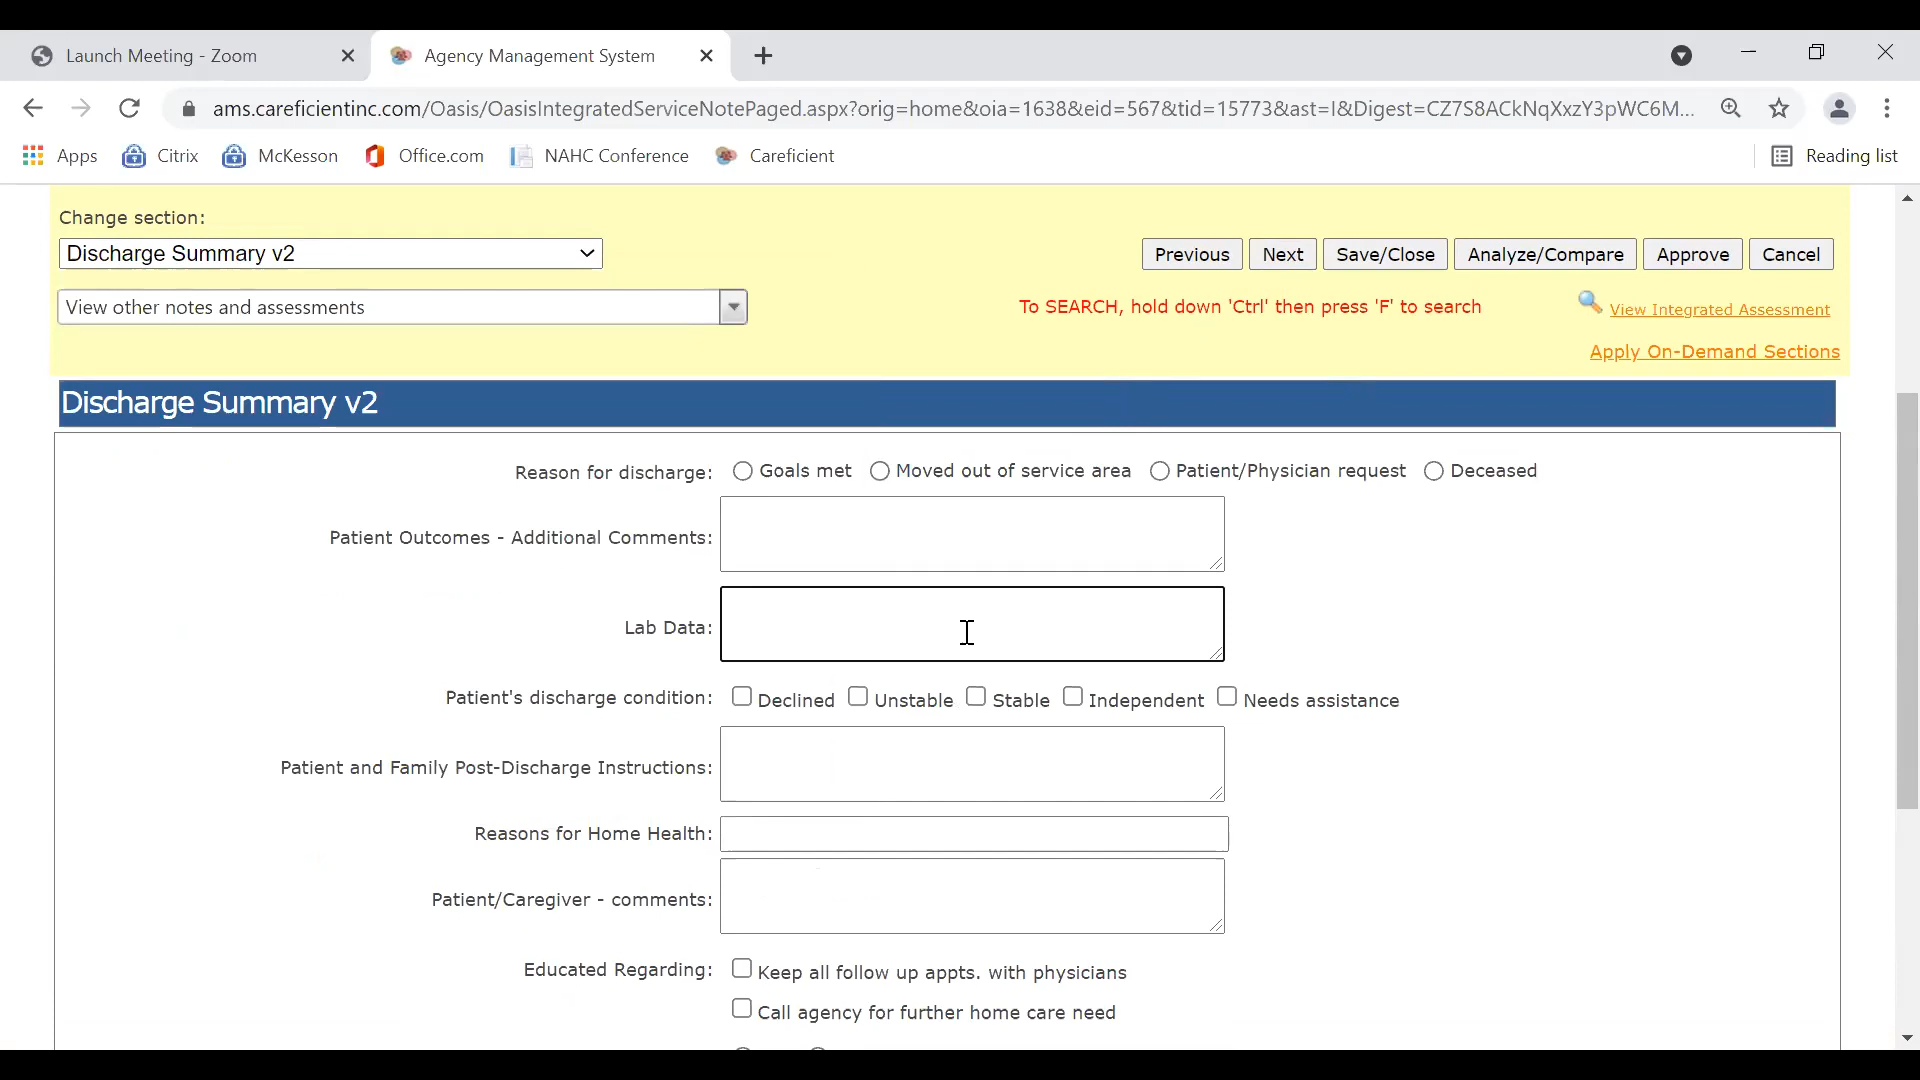 Launch Meeting - Zoom
Agency Management System
ams.careficientinc.com/Oasis/OasisIntegratedServiceNotePaged.aspx?orig=home&oia=1638&eid=567&tid=15773&ast=I&Digest=CZ7S8ACkNqXxzY3pWC6M...
Apps Citrix McKesson Office.com NAHC Conference Careficient Reading list
Change section:
Discharge Summary v2
Previous Next Save/Close Analyze/Compare Approve Cancel
View other notes and assessments
To SEARCH, hold down 'Ctrl' then press 'F' to search
View Integrated Assessment
Apply On-Demand Sections
Discharge Summary v2
Reason for discharge: Goals met Moved out of service area Patient/Physician request Deceased
Patient Outcomes - Additional Comments:
Lab Data:
Patient's discharge condition: Declined Unstable Stable Independent Needs assistance
Patient and Family Post-Discharge Instructions:
Reasons for Home Health:
Patient/Caregiver - comments:
Educated Regarding: Keep all follow up appts. with physicians
Call agency for further home care need